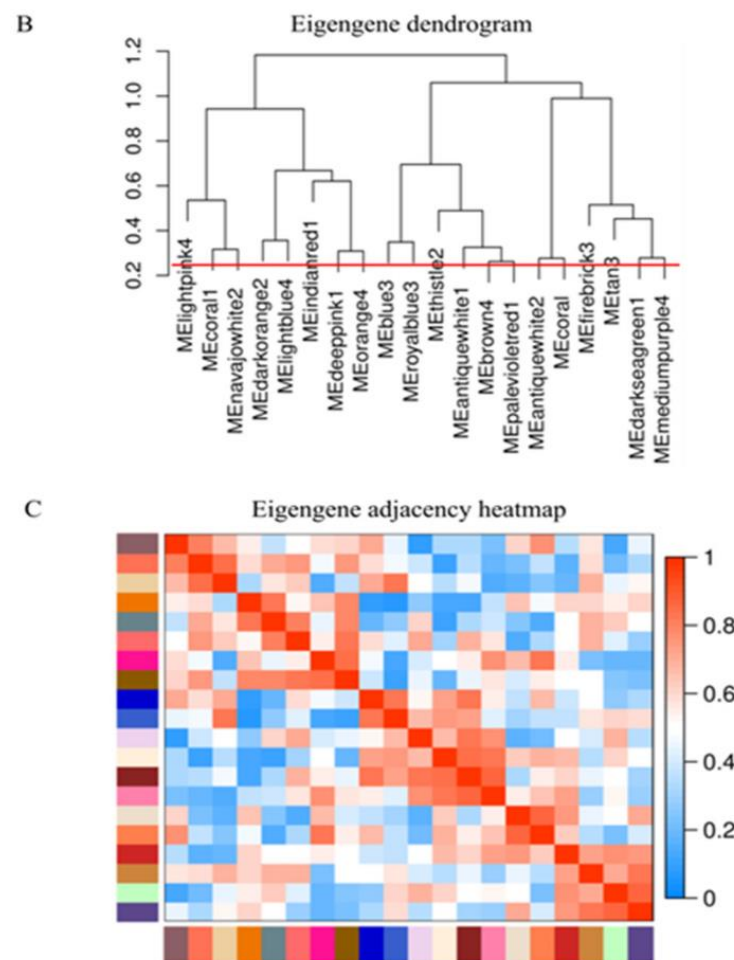 B
Eigengene dendrogram
1.2
1.0
0.8
0.6
0.4
0.2
MElightpink4
MEcoral1
MEnavajowhite2
MEdarkorange2
MElightblue4
MEindianred1
MEdeeppink1
MEorange4
MEblue3
MEroyalblue3
MEthistle2
MEantiquewhite1
MEbrown4
MEpalevioletred1
MEantiquewhite2
MEcoral
MEfirebrick3
MEtan3
MEdarkseagreen1
MEmediumpurple4
C
Eigengene adjacency heatmap
1
0.8
0.6
0.4
0.2
0